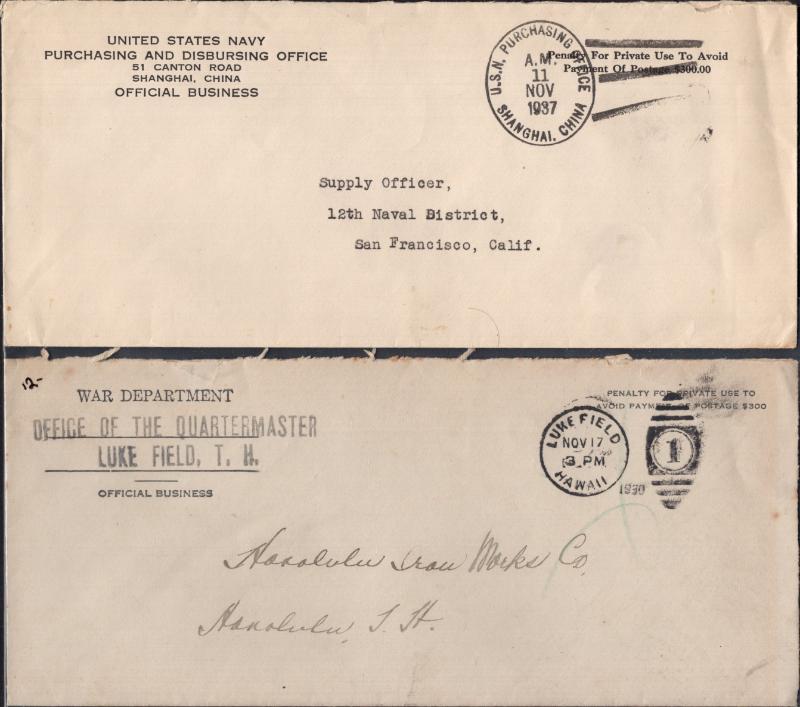 UNITED STATES NAVY
PURCHASING AND DISBURSING OFFICE
51 CANTON ROAD
SHANGHAI, CHINA
OFFICIAL BUSINESS
U.S.N. PURCHASING OFFICE
A.M.
11
NOV
1937
SHANGHAI, CHINA
Penalty For Private Use To Avoid
Payment Of Postage $300.00
Supply Officer,
12th Naval District,
San Francisco, Calif.
12-
WAR DEPARTMENT
OFFICE OF THE QUARTERMASTER
LUKE FIELD, T. H.
OFFICIAL BUSINESS
PENALTY FOR PRIVATE USE TO
AVOID PAYMENT OF POSTAGE $300
LUKE FIELD
NOV 17
3 PM
HAWAII
1
Honolulu Iron Works Co,
Honolulu, T. H.